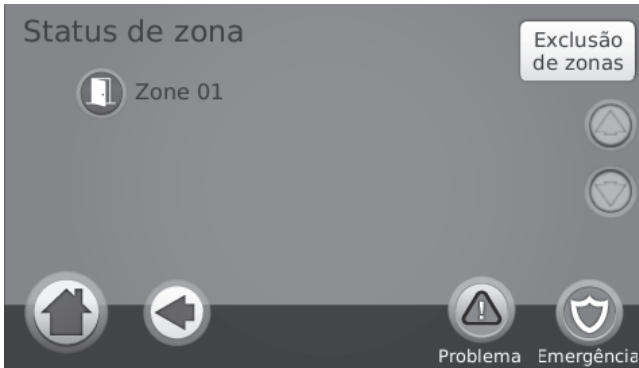 Status de zona
Exclusão
de zonas
Zone 01
Problema
Emergência